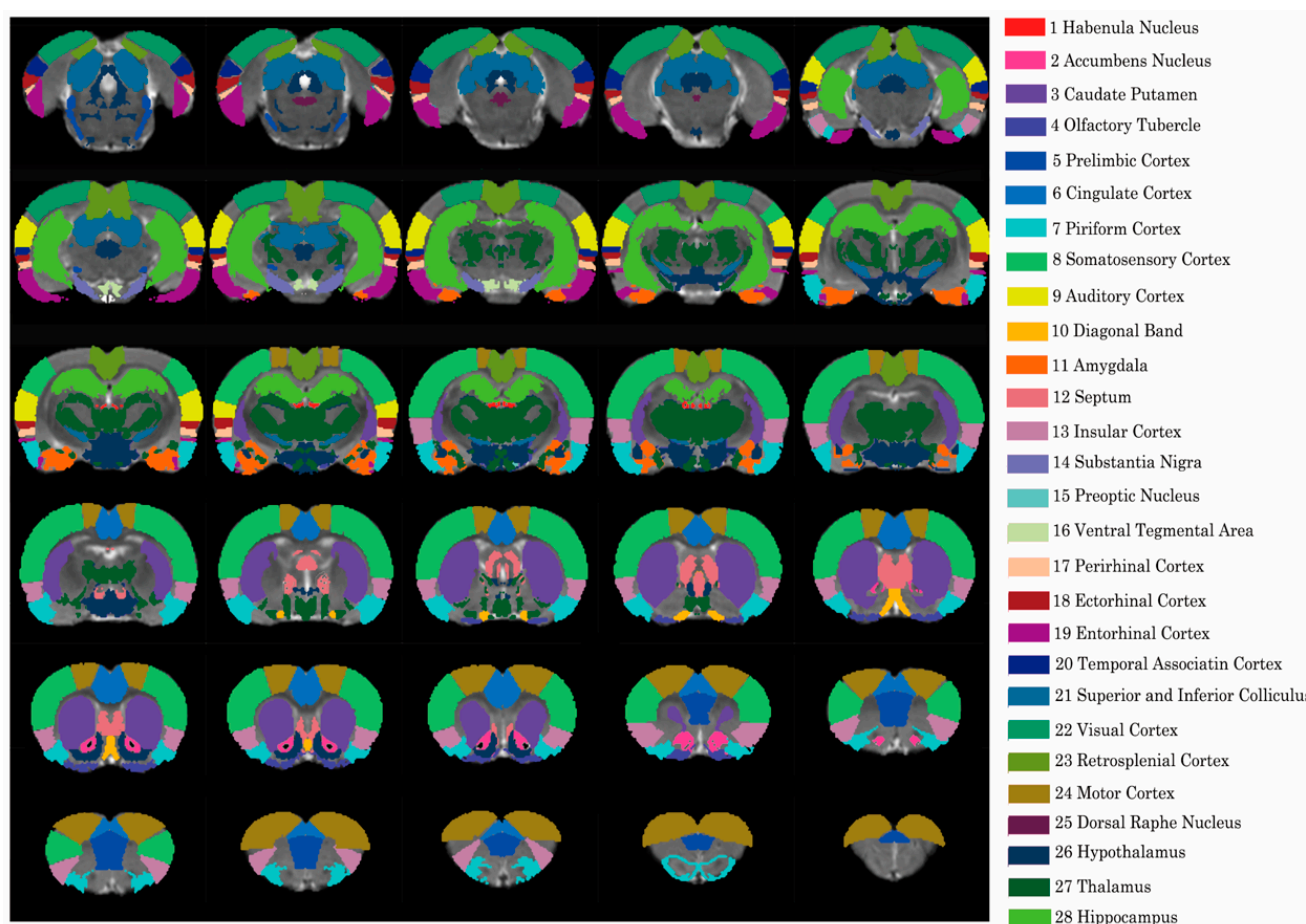 1 Habenula Nucleus
2 Accumbens Nucleus
3 Caudate Putamen
4 Olfactory Tubercle
5 Prelimbic Cortex
6 Cingulate Cortex
7 Piriform Cortex
8 Somatosensory Cortex
9 Auditory Cortex
10 Diagonal Band
11 Amygdala
12 Septum
13 Insular Cortex
14 Substantia Nigra
15 Preoptic Nucleus
16 Ventral Tegmental Area
17 Perirhinal Cortex
18 Ectorhinal Cortex
19 Entorhinal Cortex
20 Temporal Associatin Cortex
21 Superior and Inferior Colliculus
22 Visual Cortex
23 Retrosplenial Cortex
24 Motor Cortex
25 Dorsal Raphe Nucleus
26 Hypothalamus
27 Thalamus
28 Hippocampus